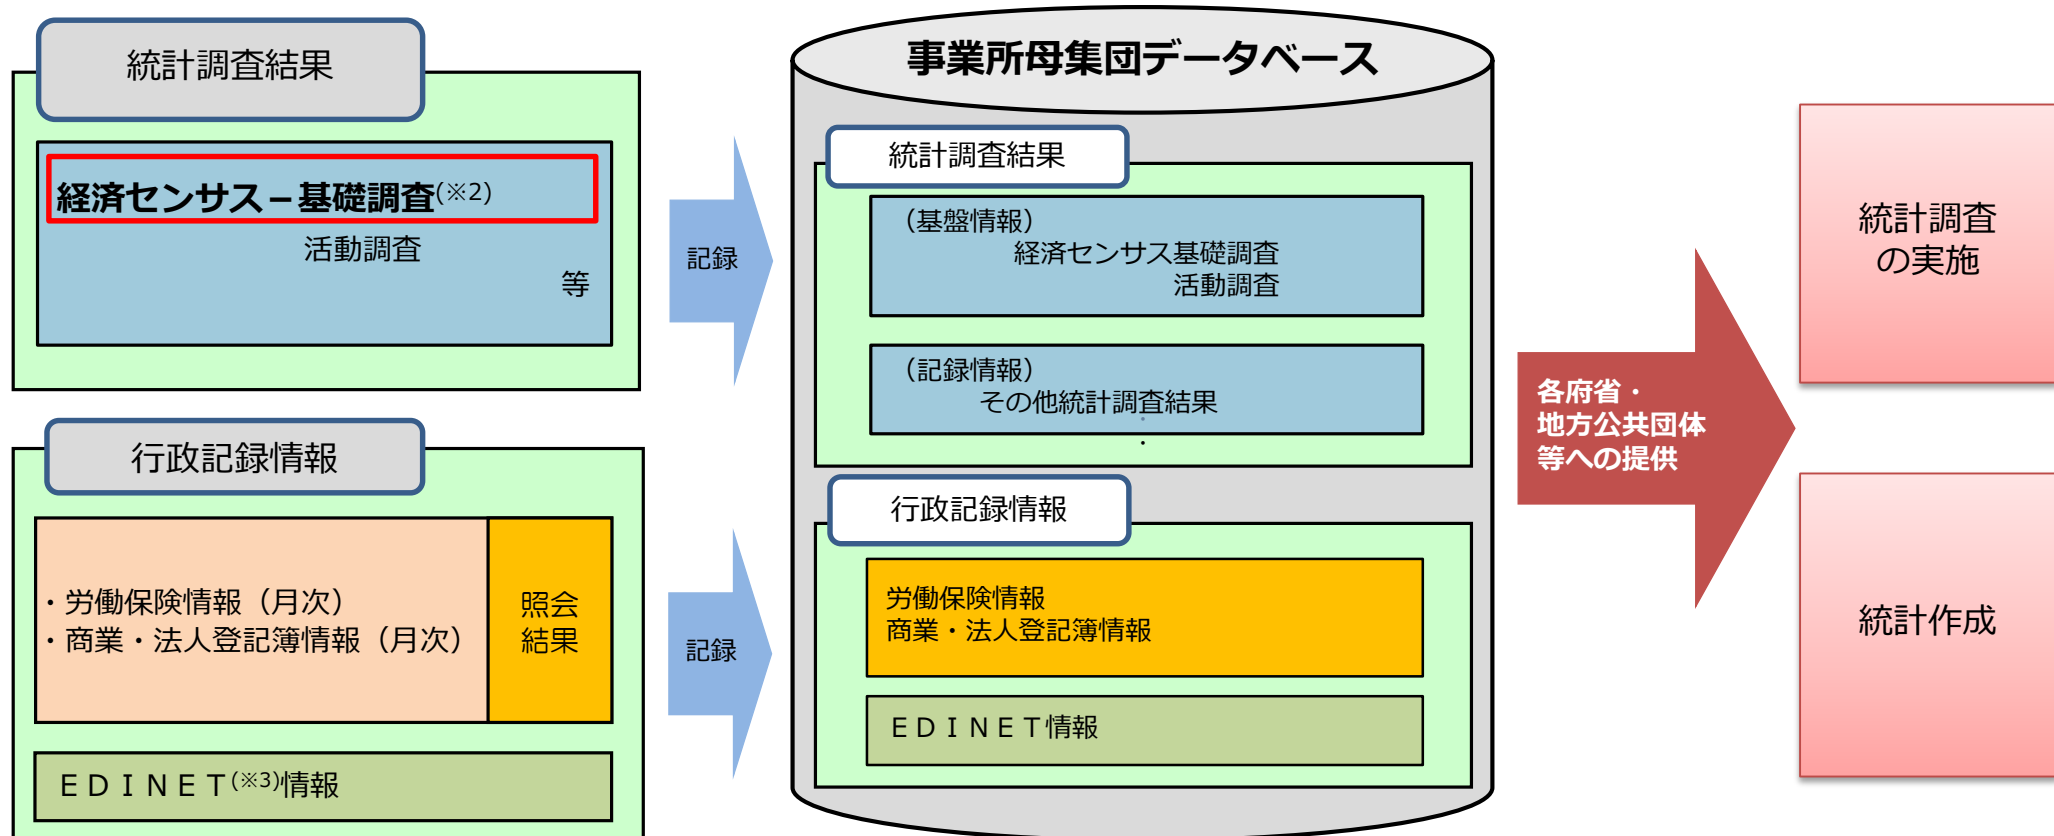 統計調査結果
経済センサス－基礎調査(※2)
活動調査
等
記録
行政記録情報
・労働保険情報（月次）
・商業・法人登記簿情報（月次）
照会
結果
ＥＤＩＮＥＴ(※3)情報
記録
事業所母集団データベース
統計調査結果
（基盤情報）
経済センサス基礎調査
活動調査
（記録情報）
その他統計調査結果
・
・
行政記録情報
労働保険情報
商業・法人登記簿情報
ＥＤＩＮＥＴ情報
各府省・
地方公共団体
等への提供
統計調査
の実施
統計作成